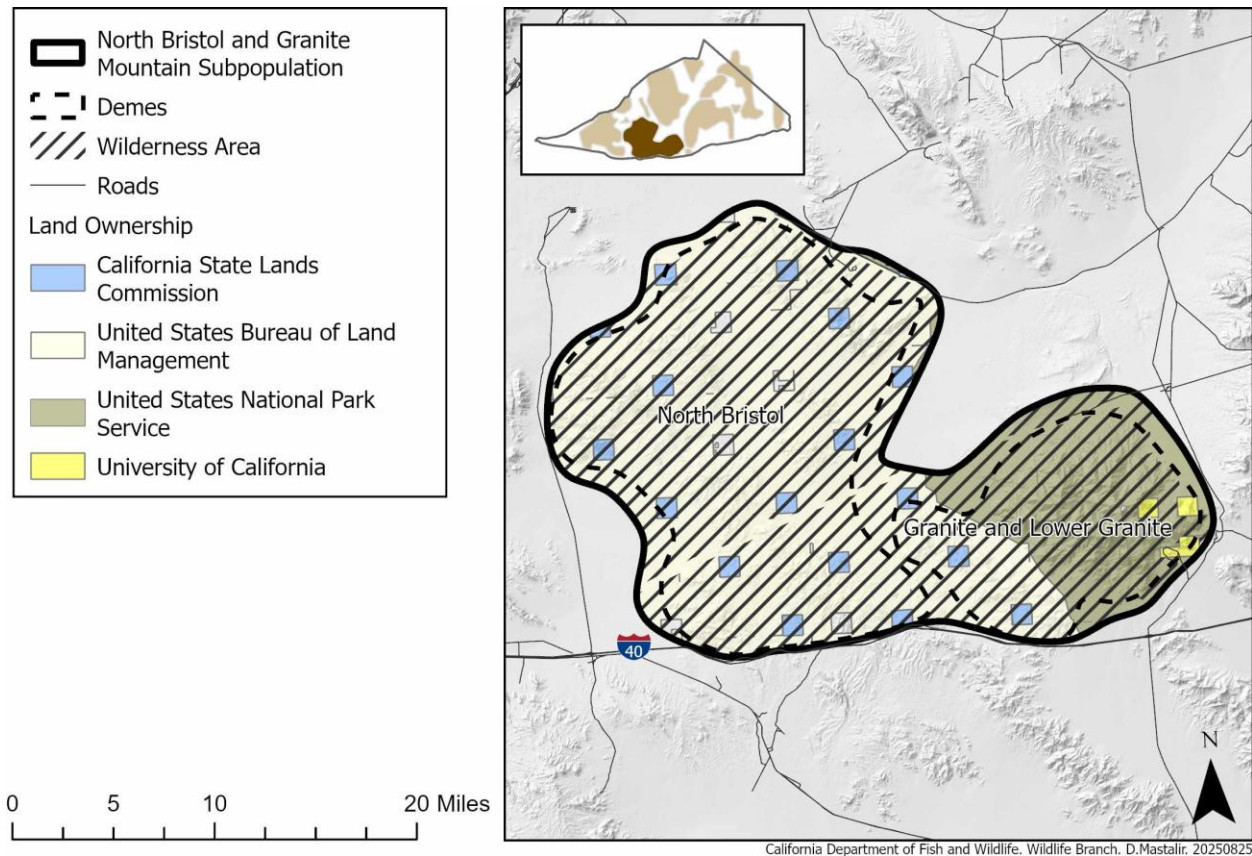 North Bristol and Granite
Mountain Subpopulation
Demes
Wilderness Area
Roads
Land Ownership
California State Lands
Commission
United States Bureau of Land
Management
United States National Park
Service
University of California
0 5 10 20 Miles
North Bristol
Granite and Lower Granite
40
N
California Department of Fish and Wildlife. Wildlife Branch. D.Mastalir. 20250825